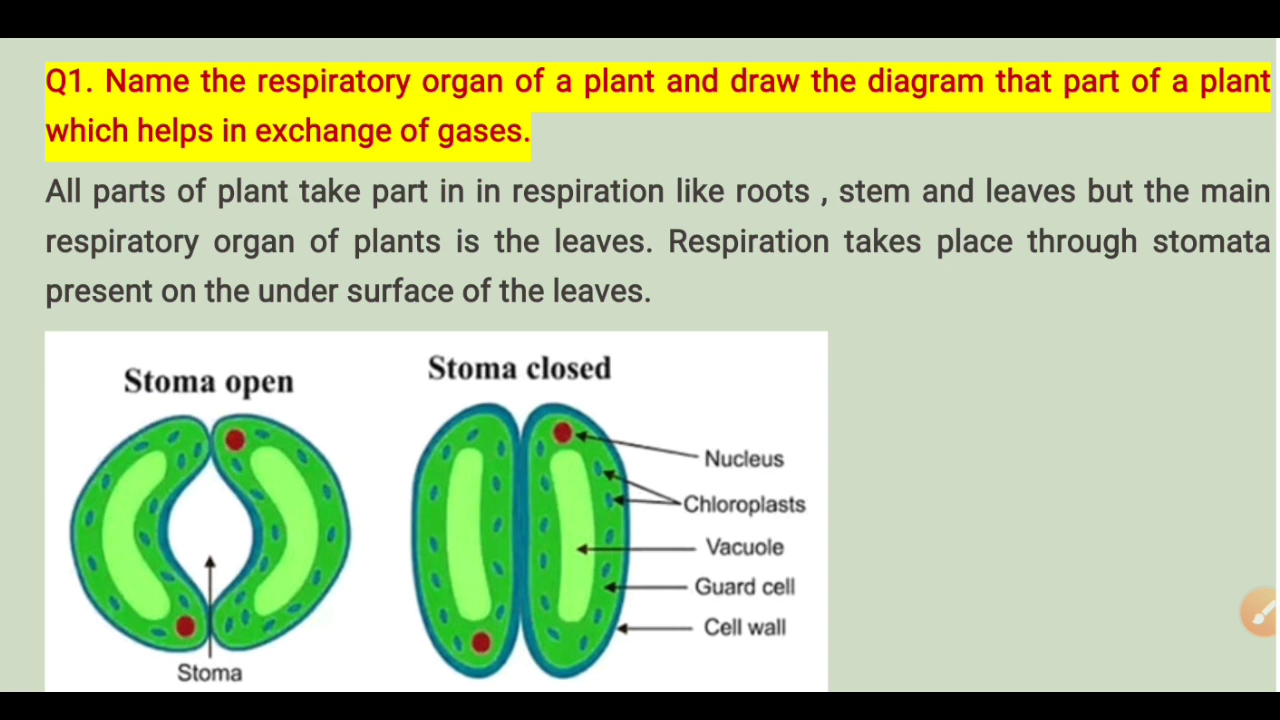 Q1. Name the respiratory organ of a plant and draw the diagram that part of a plant
which helps in exchange of gases.
All parts of plant take part in in respiration like roots , stem and leaves but the main
respiratory organ of plants is the leaves. Respiration takes place through stomata
present on the under surface of the leaves.
Stoma open
Stoma closed
Nucleus
Chloroplasts
Vacuole
Guard cell
Cell wall
Stoma